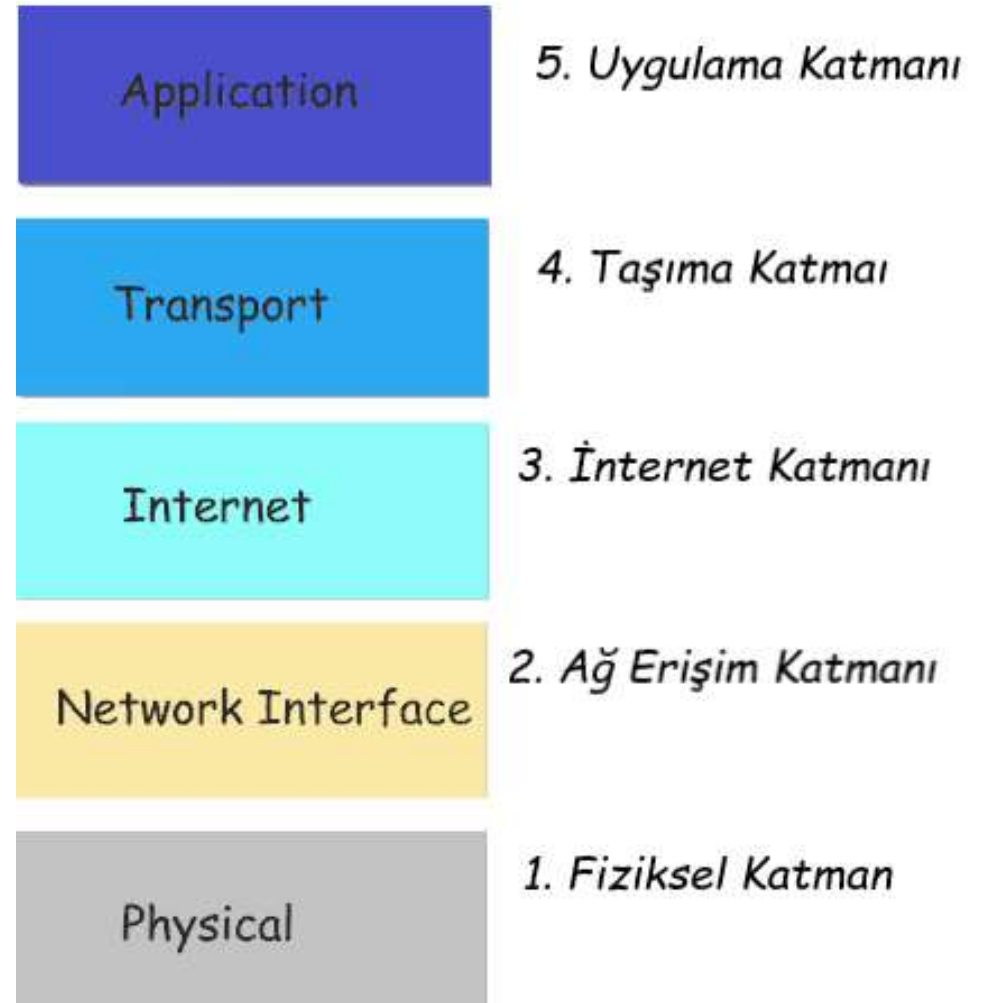 Application
5. Uygulama Katmanı
Transport
4. Taşıma Katmaı
Internet
3. İnternet Katmanı
Network Interface
2. Ağ Erişim Katmanı
Physical
1. Fiziksel Katman